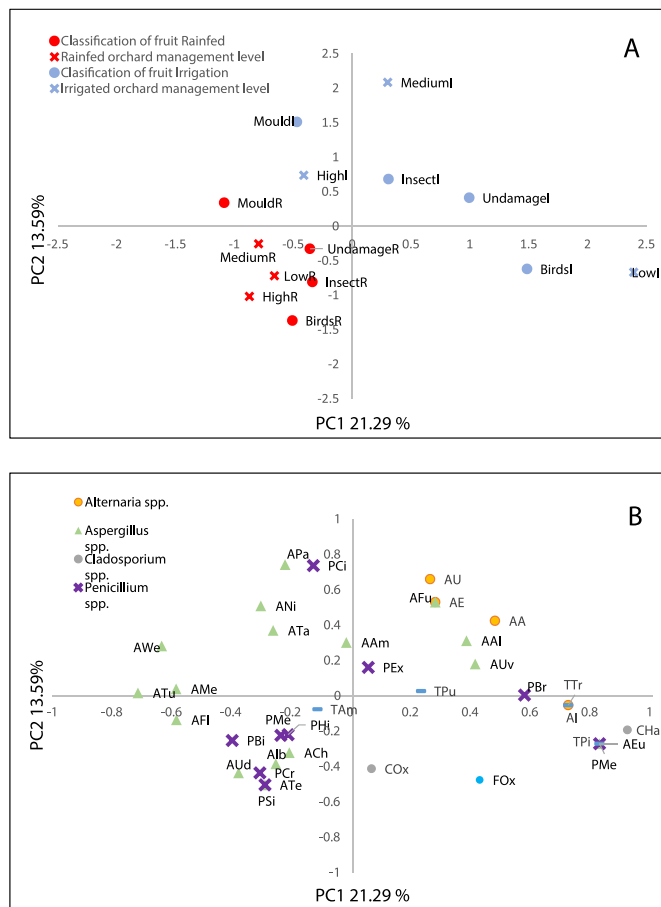 Classification of fruit Rainfed
Rainfed orchard management level
Clasification of fruit Irrigation
Irrigated orchard management level
A
2.5
2
1.5
1
0.5
0
-0.5
-1
-1.5
-2
-2.5
-2.5 -2 -1.5 -1 -0.5 0 0.5 1 1.5 2 2.5
MediumI
MouldI
HighI
InsectI
UndamageI
MouldR
UndamageR
MediumR
LowR
InsectR
HighR
BirdsR
BirdsI
LowI
PC2 13.59%
PC1 21.29 %
Alternaria spp.
Aspergillus
spp.
Cladosporium
spp.
Penicillium
spp.
B
1
0.8
0.6
0.4
0.2
0
-0.2
-0.4
-0.6
-0.8
-1
-1 -0.8 -0.6 -0.4 -0.2 0 0.2 0.4 0.6 0.8 1
APa
PCi
AU
AFu AE
ANi
AA
ATa
AWe
AAm
AAl
AUv
PEx
AMe
ATu
TPu
PBr
TTr
TAm
AI
AFl
PMe
PHi
CHa
PBi
TPi
AEu
PMe
AIb
ACh
AUd
PCr
ATe
PSi
COx
FOx
PC2 13.59%
PC1 21.29 %